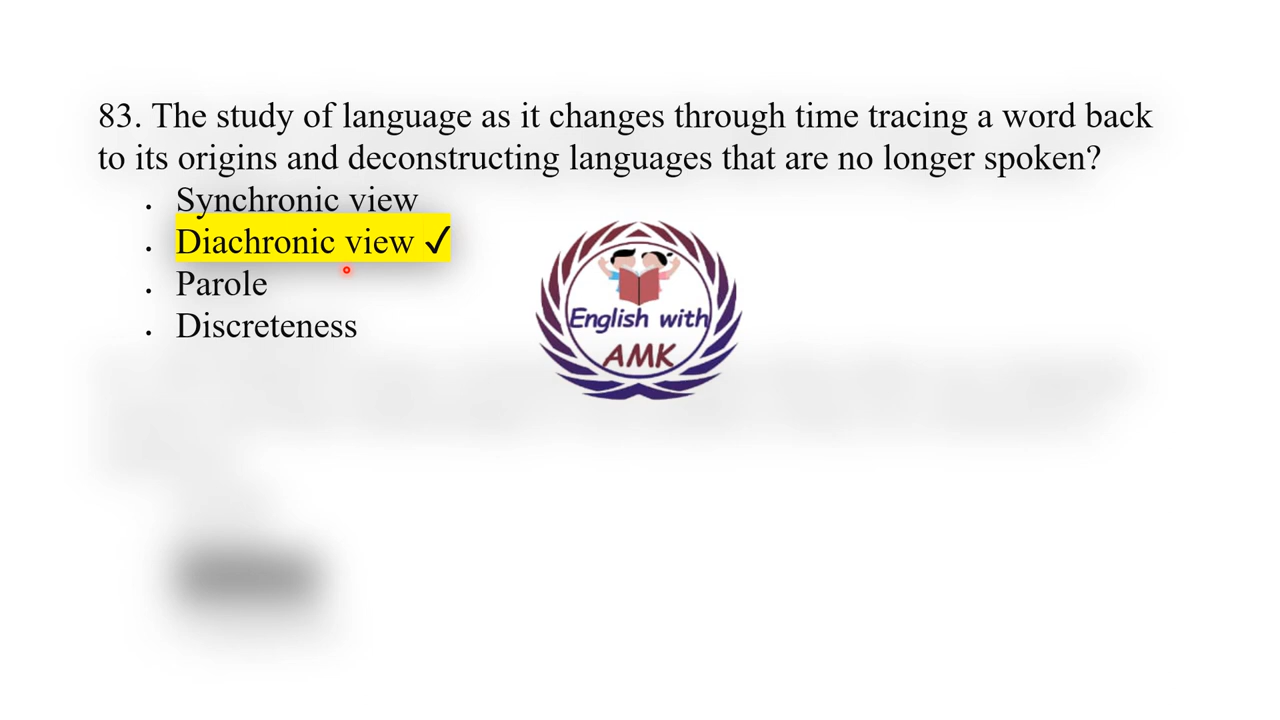 83. The study of language as it changes through time tracing a word back
to its origins and deconstructing languages that are no longer spoken?
. Synchronic view
. Diachronic view ✓
. Parole
. Discreteness
English with
AMK